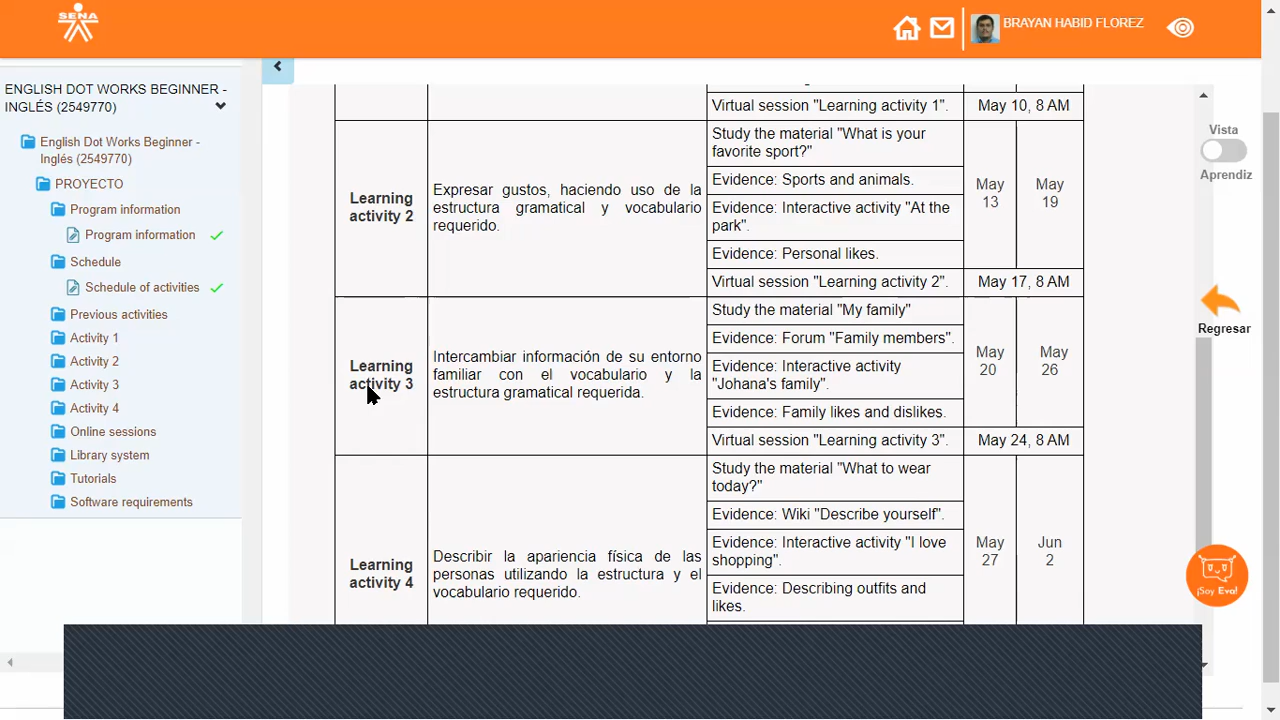 SENA
BRAYAN HABID FLOREZ
ENGLISH DOT WORKS BEGINNER -
INGLÉS (2549770)
English Dot Works Beginner -
Inglés (2549770)
PROYECTO
Program information
Program information
Schedule
Schedule of activities
Previous activities
Activity 1
Activity 2
Activity 3
Activity 4
Online sessions
Library system
Tutorials
Software requirements
Virtual session "Learning activity 1".
May 10, 8 AM
Learning
activity 2
Expresar gustos, haciendo uso de la
estructura gramatical y vocabulario
requerido.
Study the material "What is your
favorite sport?"
Evidence: Sports and animals.
Evidence: Interactive activity "At the
park".
Evidence: Personal likes.
May
13
May
19
Virtual session "Learning activity 2".
May 17, 8 AM
Learning
activity 3
Intercambiar información de su entorno
familiar con el vocabulario y la
estructura gramatical requerida.
Study the material "My family"
Evidence: Forum "Family members".
Evidence: Interactive activity
"Johana's family".
Evidence: Family likes and dislikes.
May
20
May
26
Virtual session "Learning activity 3".
May 24, 8 AM
Learning
activity 4
Describir la apariencia física de las
personas utilizando la estructura y el
vocabulario requerido.
Study the material "What to wear
today?"
Evidence: Wiki "Describe yourself".
Evidence: Interactive activity "I love
shopping".
Evidence: Describing outfits and
likes.
May
27
Jun
2
Vista
Aprendiz
Regresar
¡Soy Eva!